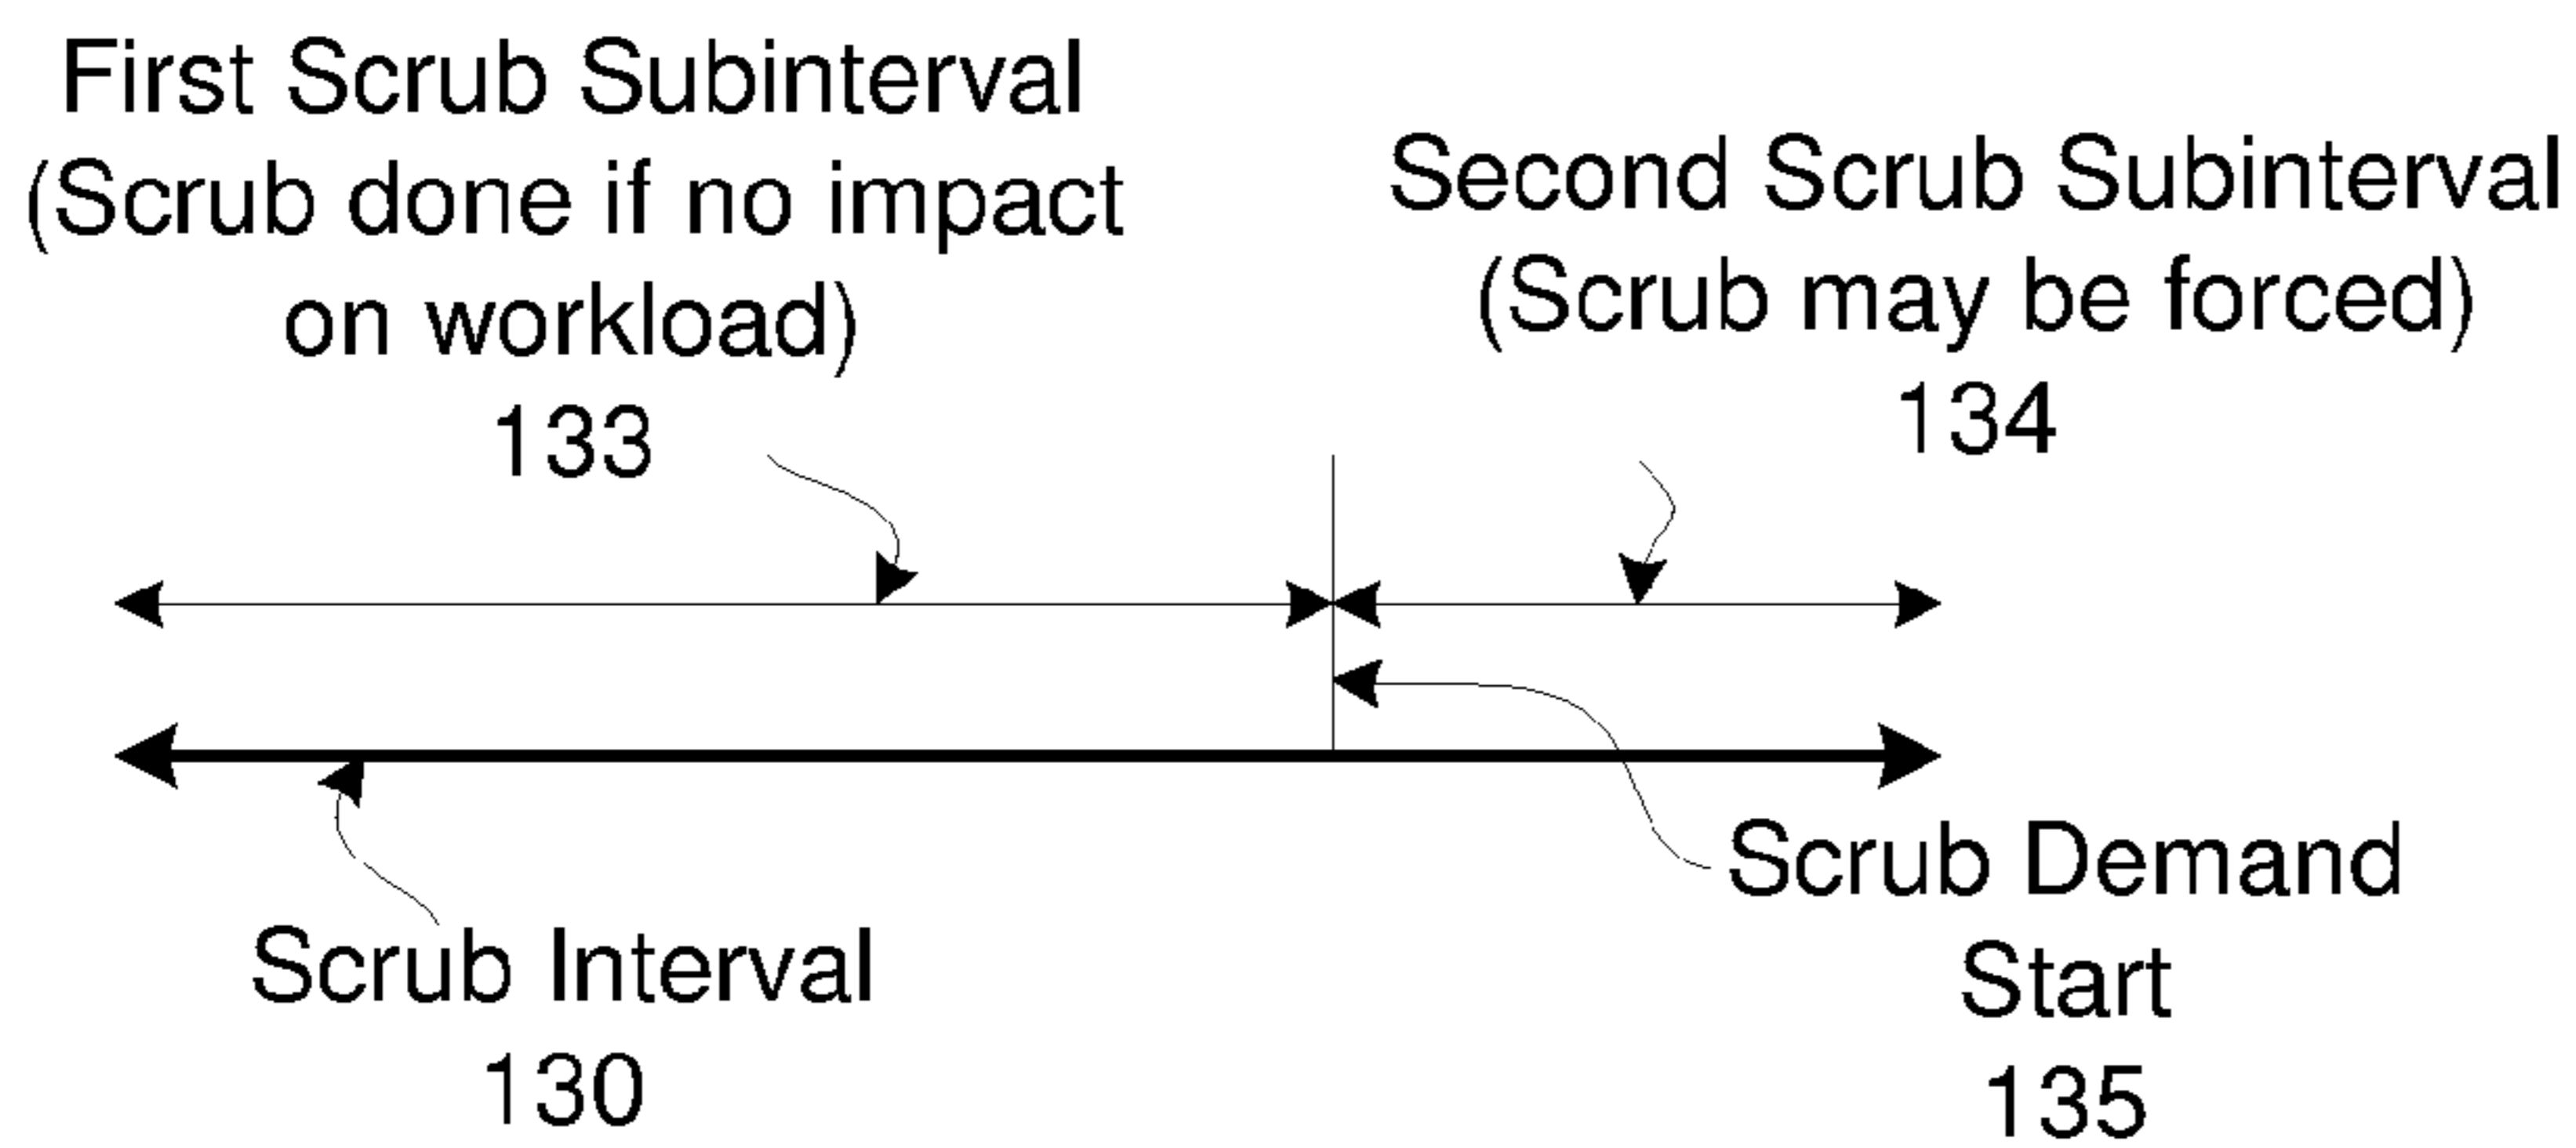 First Scrub Subinterval
(Scrub done if no impact
on workload)
133
Second Scrub Subinterval
(Scrub may be forced)
134
Scrub Interval
130
Scrub Demand
Start
135